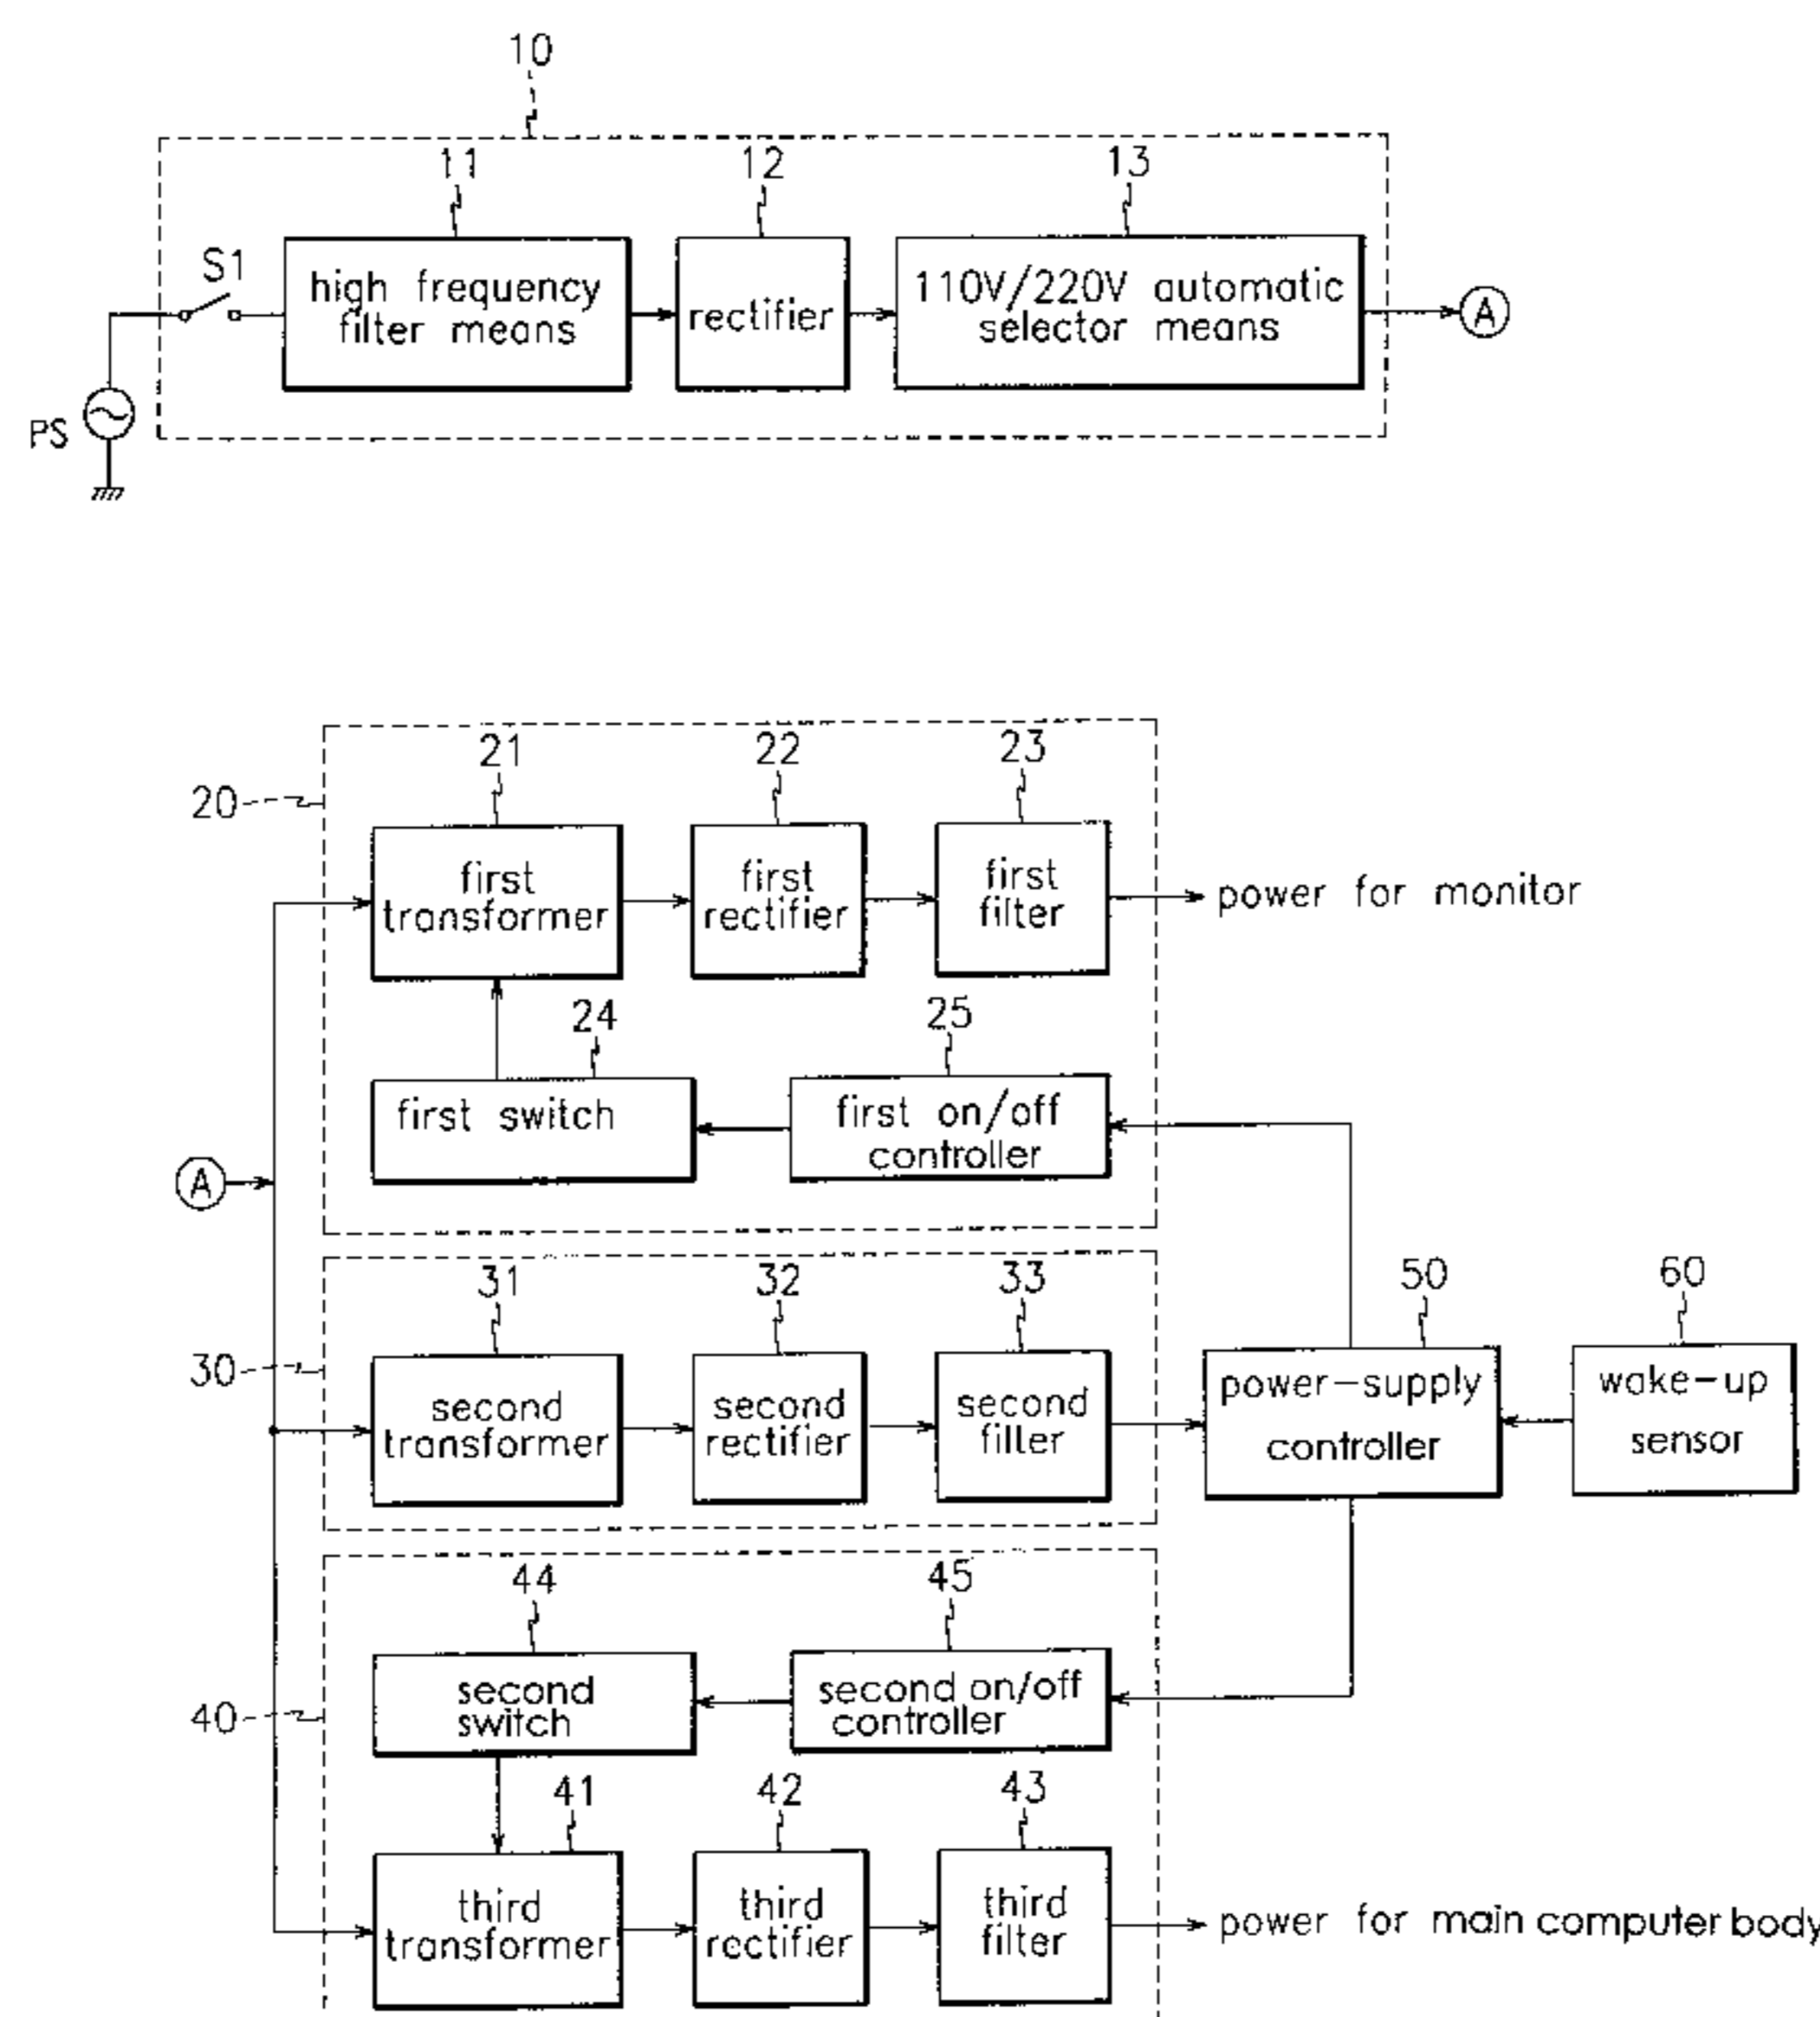 10
11
12
13
S1
high frequency
filter means
rectifier
110V/220V automatic
selector means
A
PS
21
22
23
20
first
transformer
first
rectifier
first
filter
power for monitor
24
25
first switch
first on/off
controller
A
31
32
33
50
60
30
second
transformer
second
rectifier
second
filter
power-supply
controller
wake-up
sensor
44
45
40
second
switch
second on/off
controller
41
42
43
third
transformer
third
rectifier
third
filter
power for main computer body